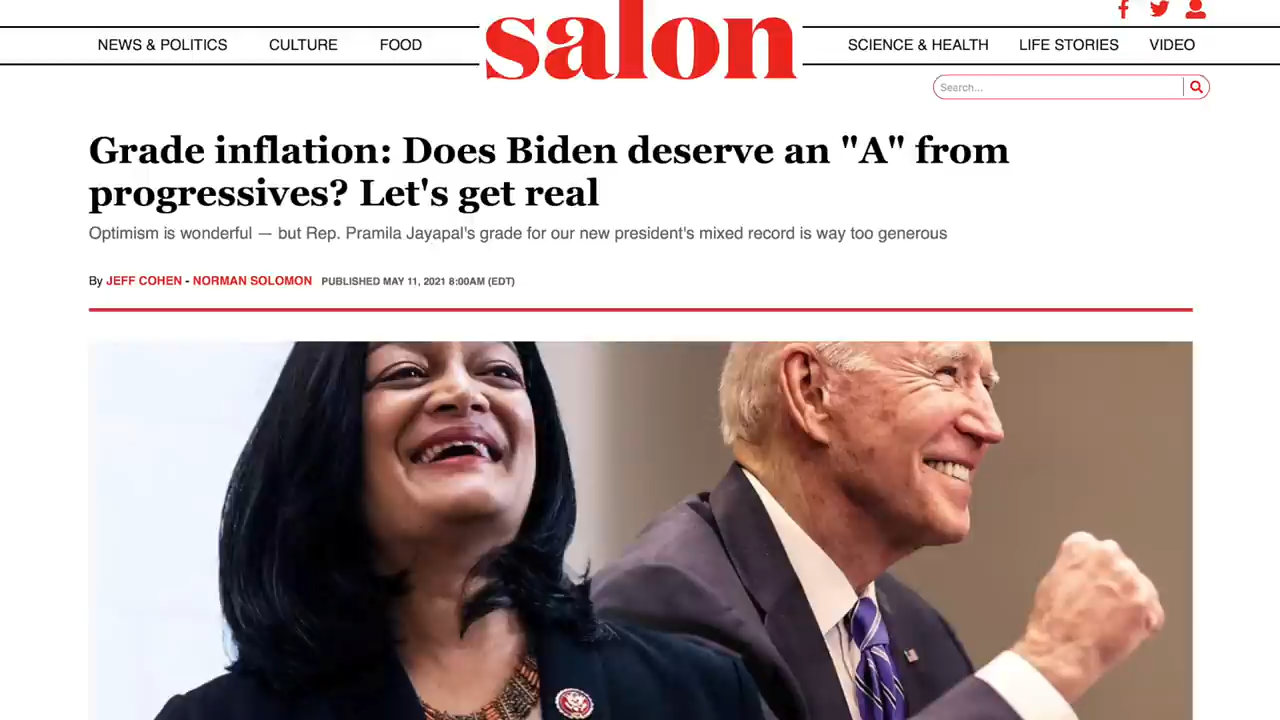 NEWS & POLITICS CULTURE FOOD salon SCIENCE & HEALTH LIFE STORIES VIDEO
Search...
Grade inflation: Does Biden deserve an "A" from
progressives? Let's get real
Optimism is wonderful — but Rep. Pramila Jayapal's grade for our new president's mixed record is way too generous
By JEFF COHEN - NORMAN SOLOMON PUBLISHED MAY 11, 2021 8:00AM (EDT)